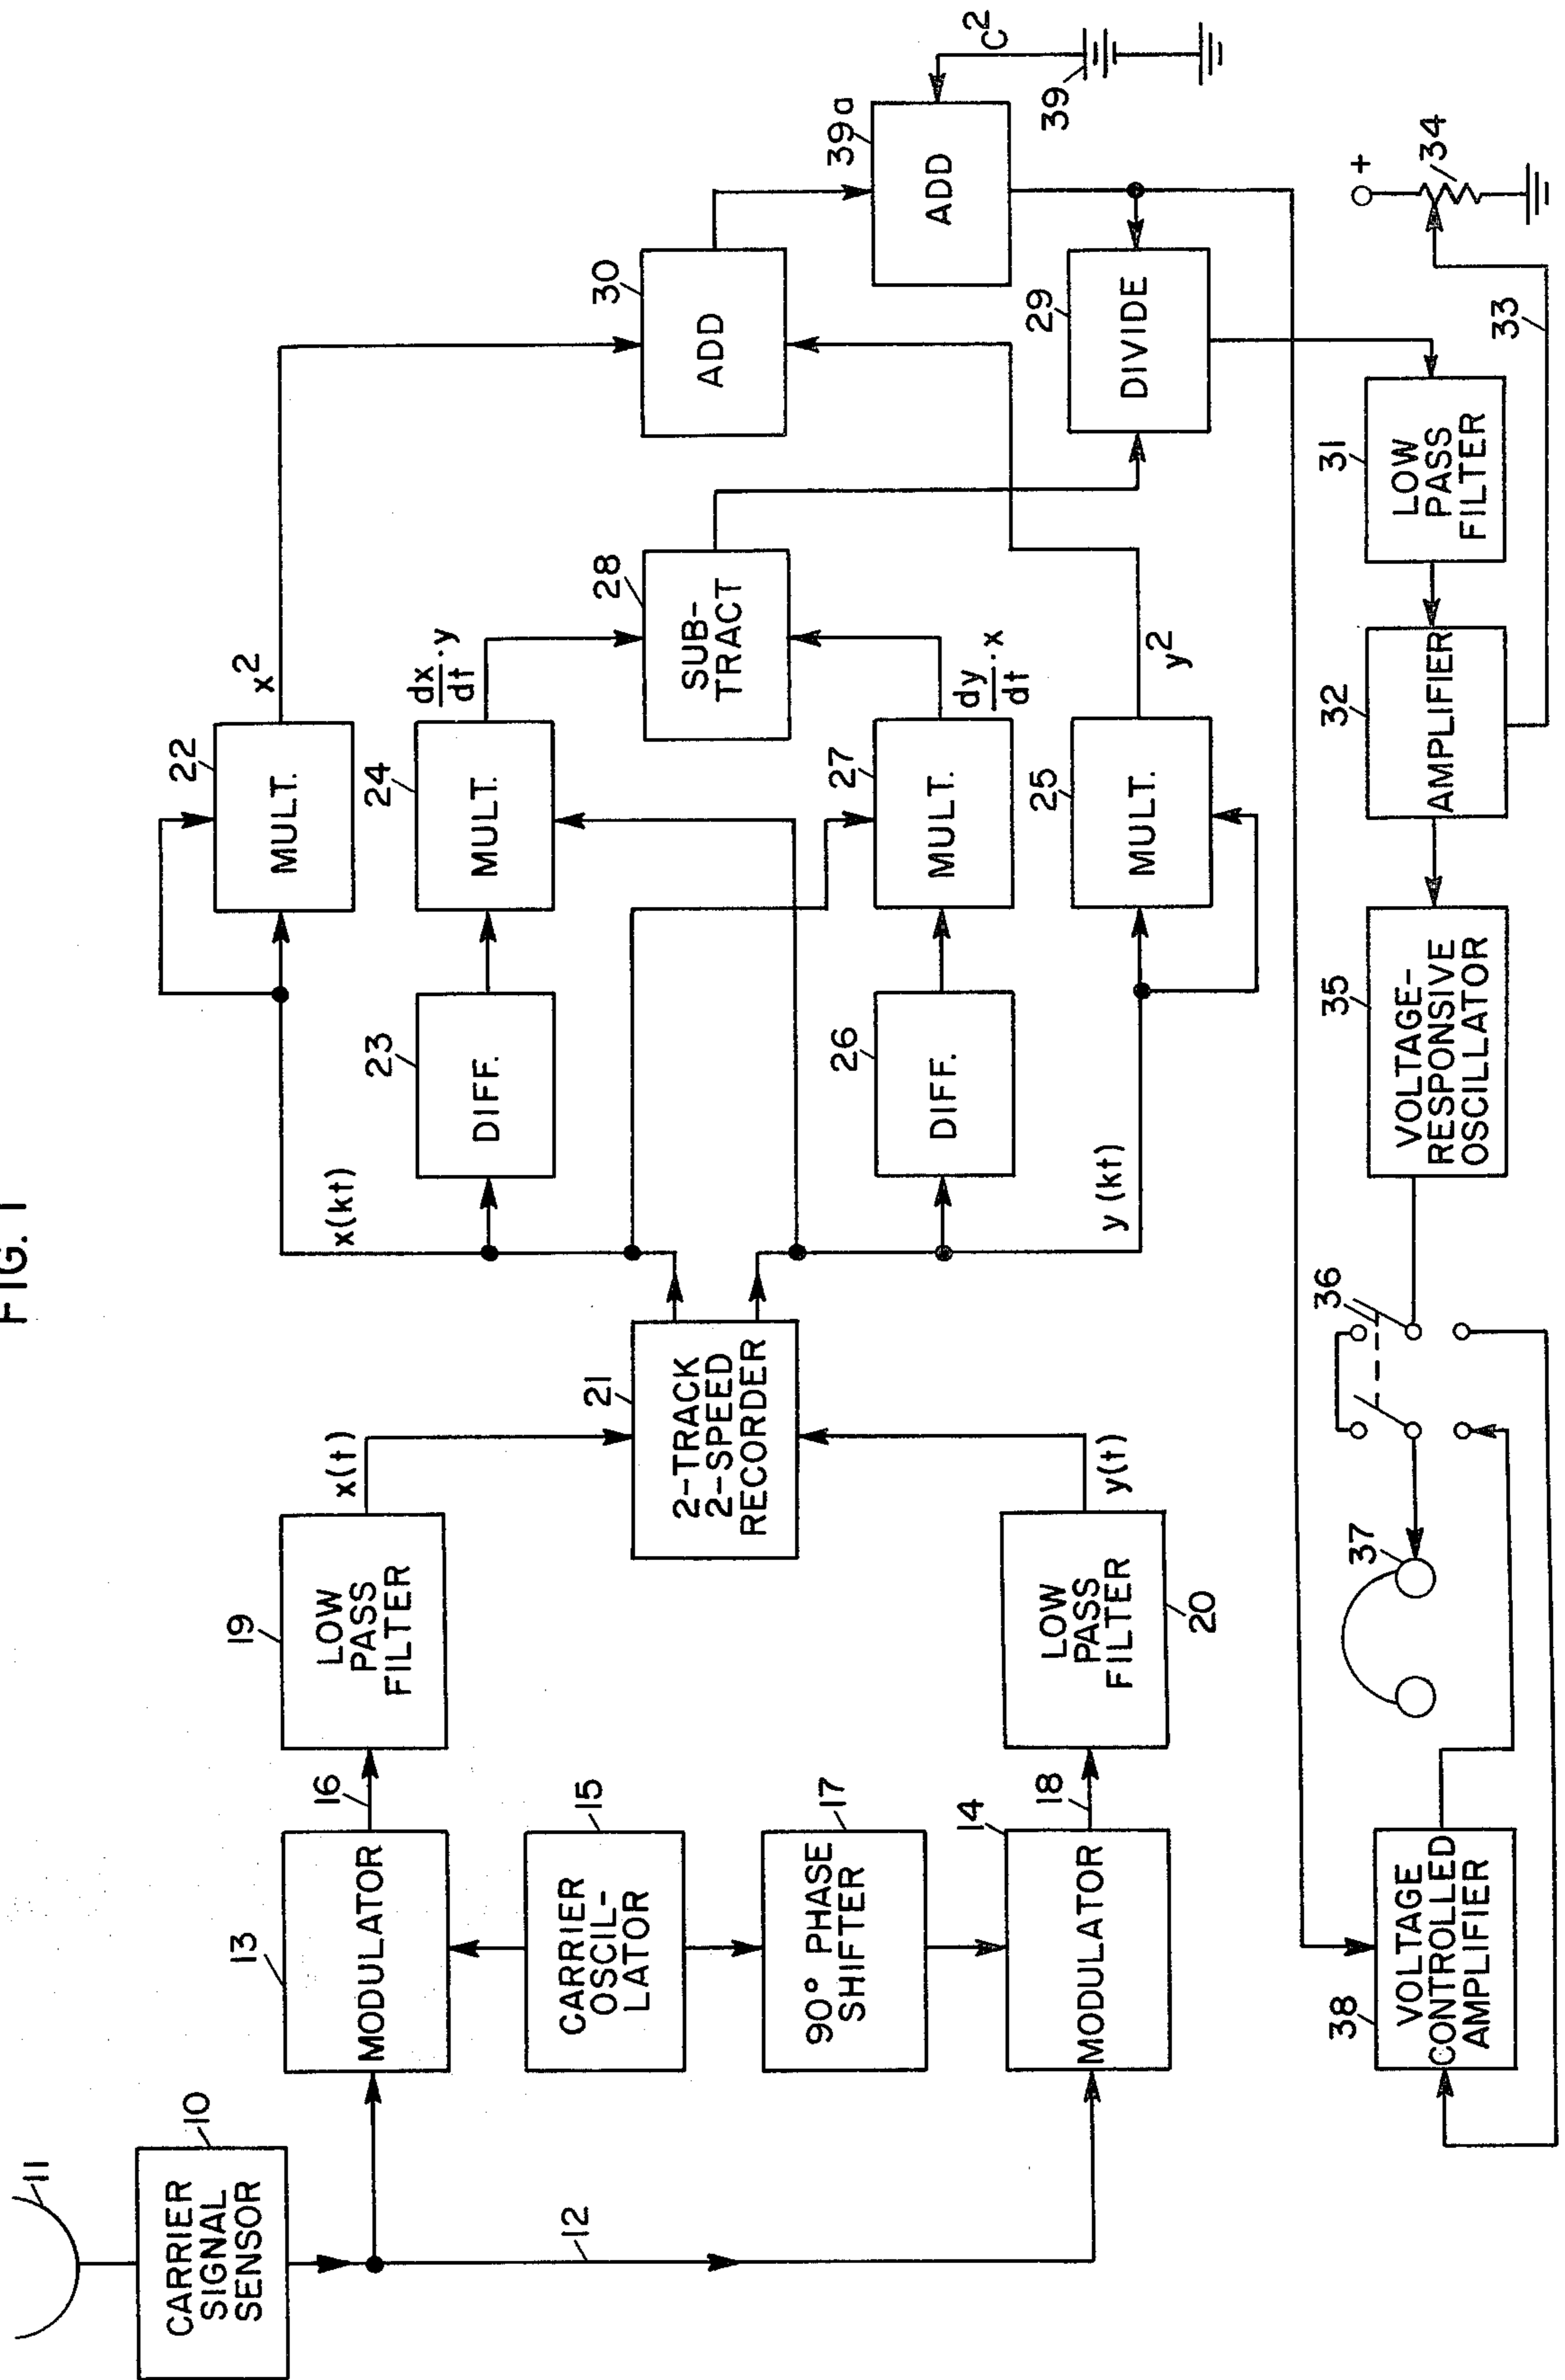 FIG. 1
11
10
CARRIER
SIGNAL
SENSOR
12
13
MODULATOR
16
19
LOW
PASS
FILTER
x(t)
15
CARRIER
OSCIL-
LATOR
17
90° PHASE
SHIFTER
14
MODULATOR
18
LOW
PASS
FILTER
20
y(t)
21
2-TRACK
2-SPEED
RECORDER
x(kt)
y(kt)
22
MULT.
x²
23
DIFF.
24
MULT.
dx/dt · y
26
DIFF.
27
MULT.
dy/dt · x
25
MULT.
y²
28
SUB-
TRACT
30
ADD
39a
ADD
C²
39
29
DIVIDE
31
LOW
PASS
FILTER
32
AMPLIFIER
33
+
34
35
VOLTAGE-
RESPONSIVE
OSCILLATOR
36
37
38
VOLTAGE
CONTROLLED
AMPLIFIER